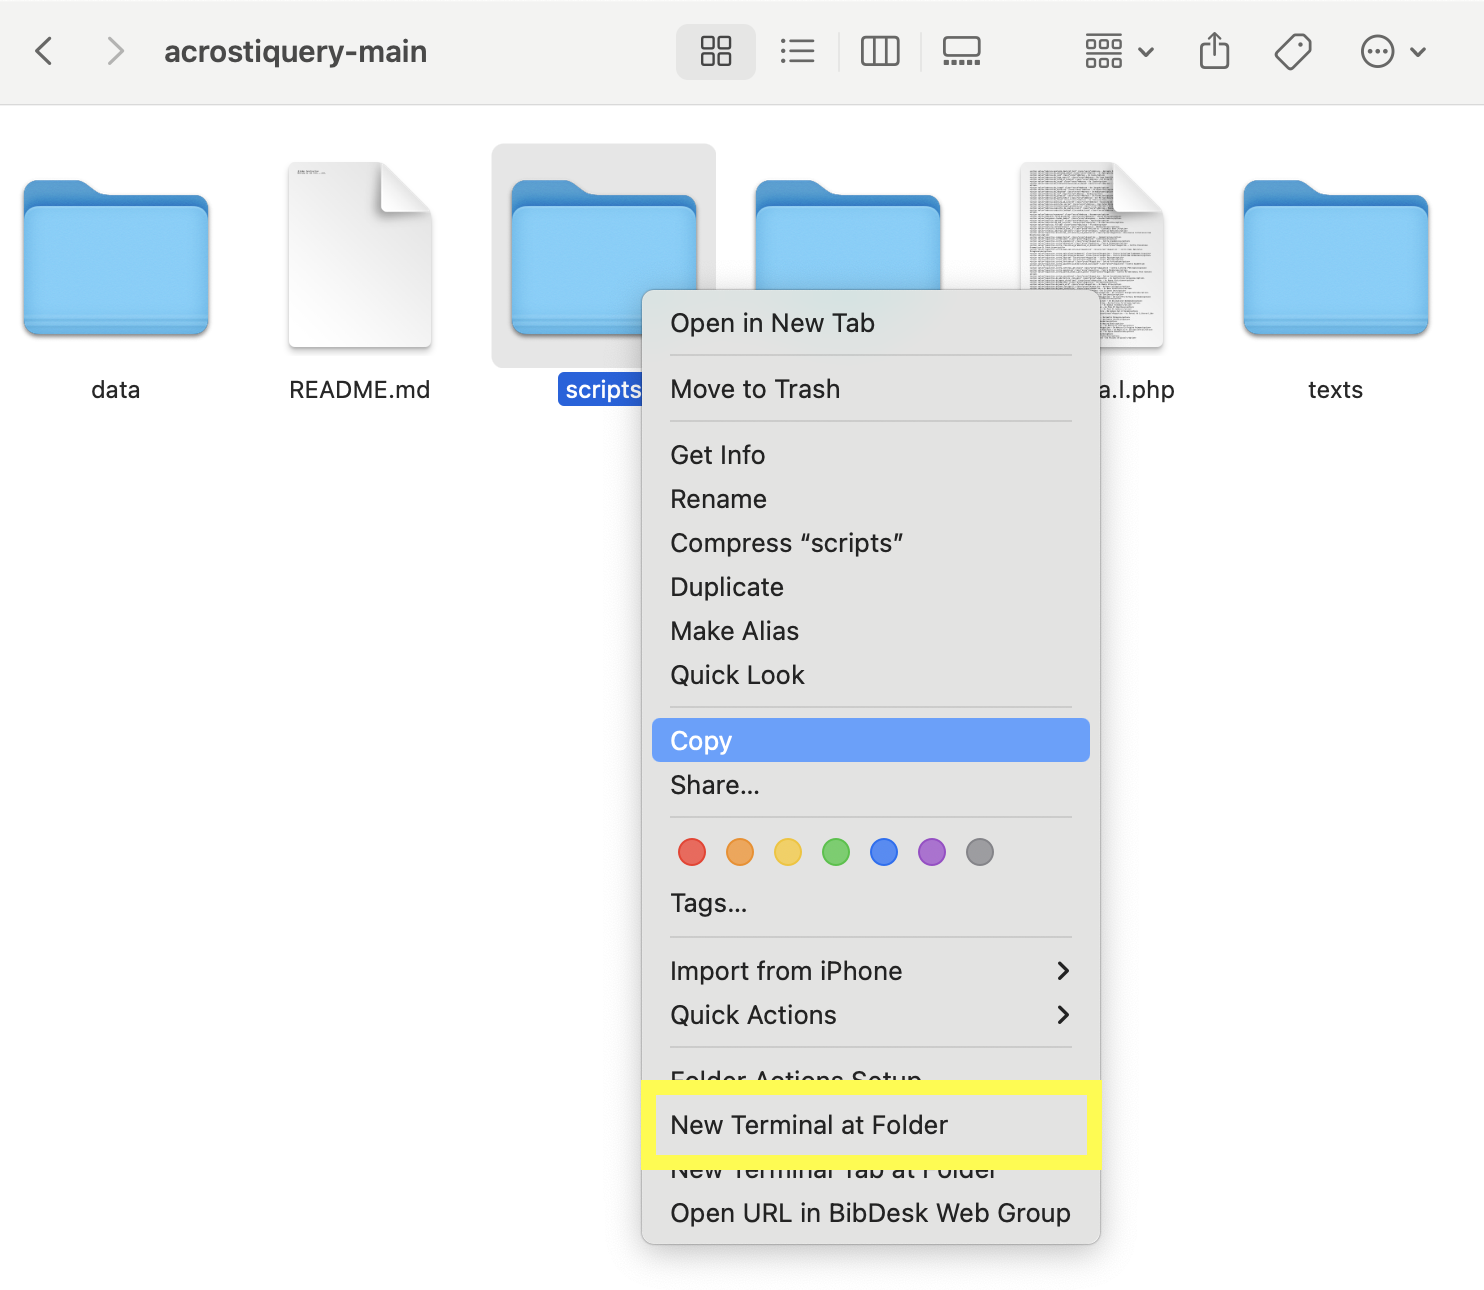 acrostiquery-main
data
README.md
scripts
a.l.php
texts
Open in New Tab
Move to Trash
Get Info
Rename
Compress “scripts”
Duplicate
Make Alias
Quick Look
Copy
Share...
Tags...
Import from iPhone
Quick Actions
Folder Actions Setup
New Terminal at Folder
New Terminal Tab at Folder
Open URL in BibDesk Web Group